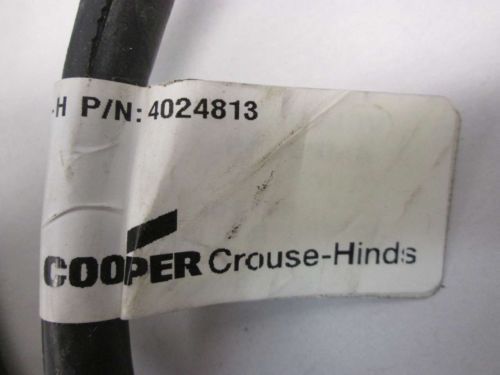 -H P/N: 4024813
COOPER Crouse-Hinds